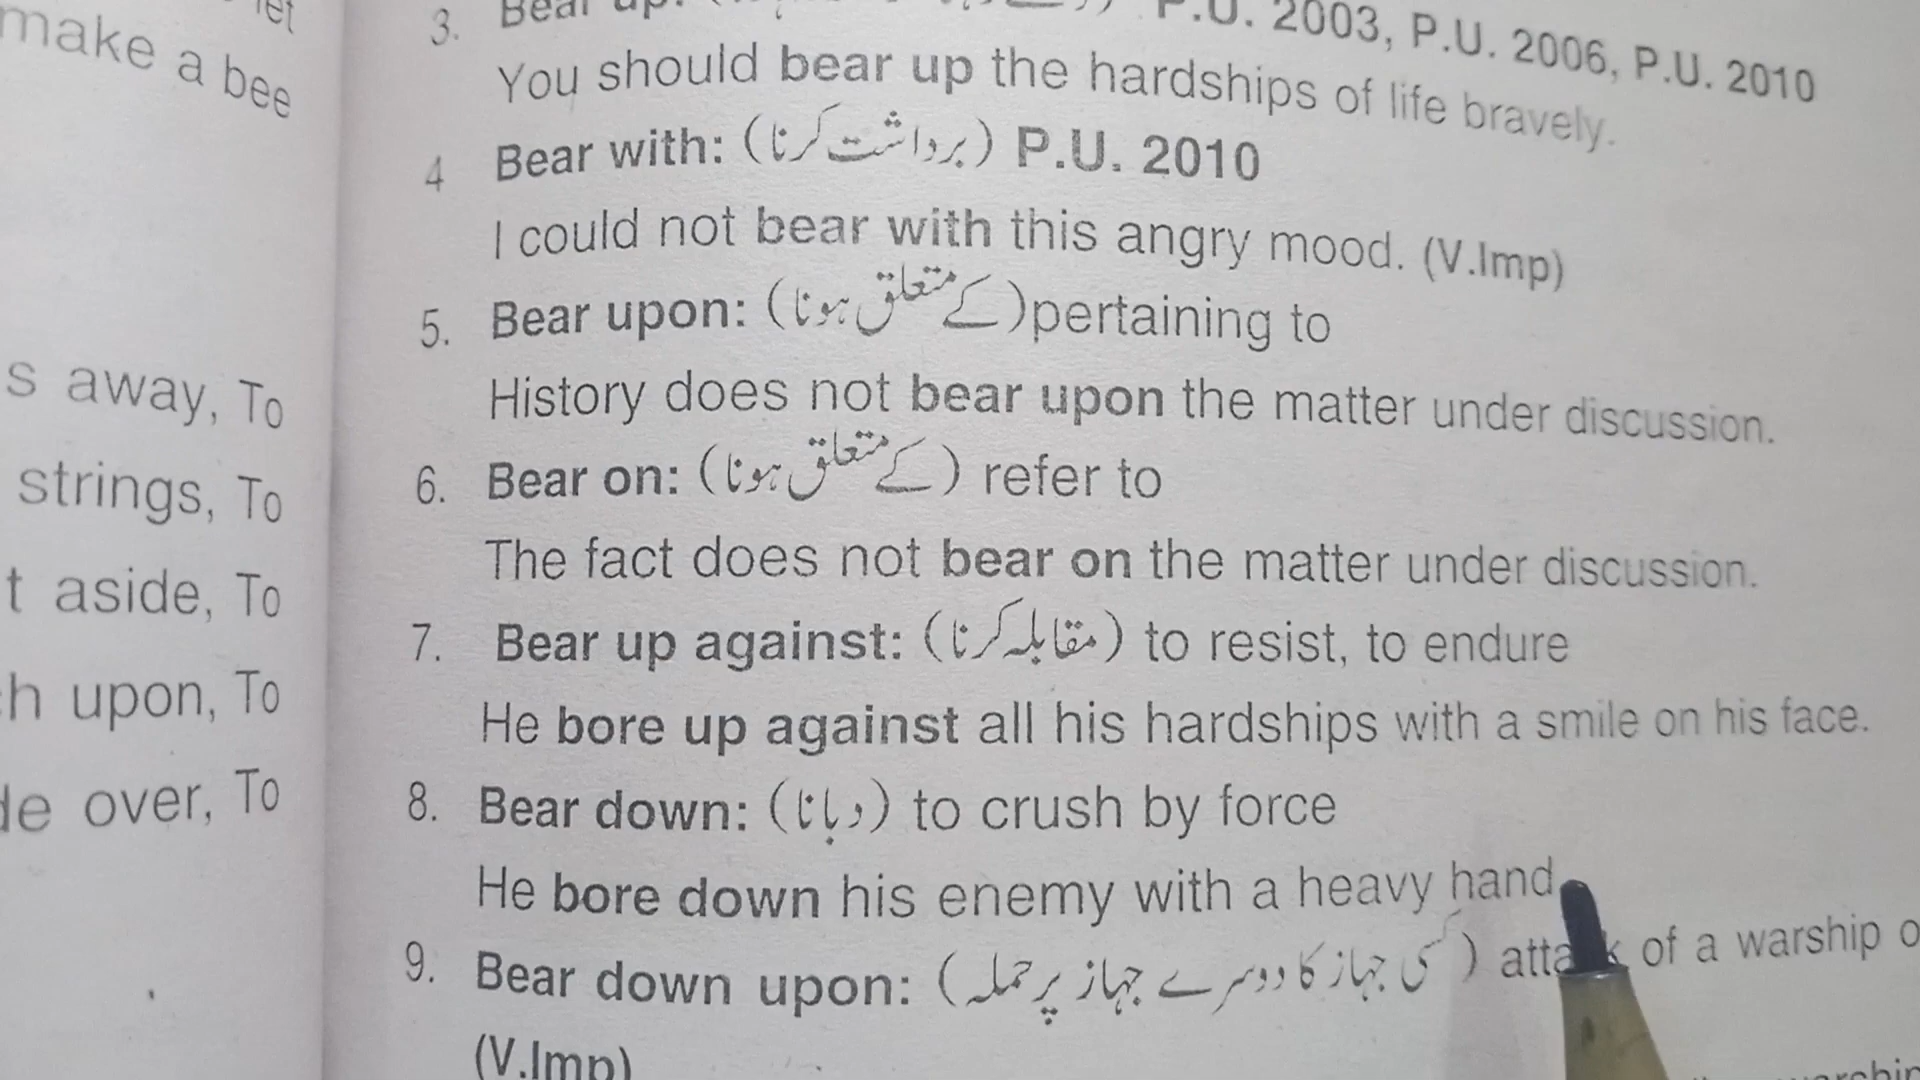 make a bee
s away, To
strings, To
t aside, To
h upon, To
de over, To
3. Bear up: P.U. 2003, P.U. 2006, P.U. 2010
You should bear up the hardships of life bravely.
4 Bear with: (برداشت کرنا) P.U. 2010
I could not bear with this angry mood. (V.Imp)
5. Bear upon: (کے متعلق ہونا) pertaining to
History does not bear upon the matter under discussion.
6. Bear on: (کے متعلق ہونا) refer to
The fact does not bear on the matter under discussion.
7. Bear up against: (مقابلہ کرنا) to resist, to endure
He bore up against all his hardships with a smile on his face.
8. Bear down: (دبانا) to crush by force
He bore down his enemy with a heavy hand
9. Bear down upon: (کسی جہاز کا دوسرے جہاز پر حملہ) attack of a warship o
(V.Imp)